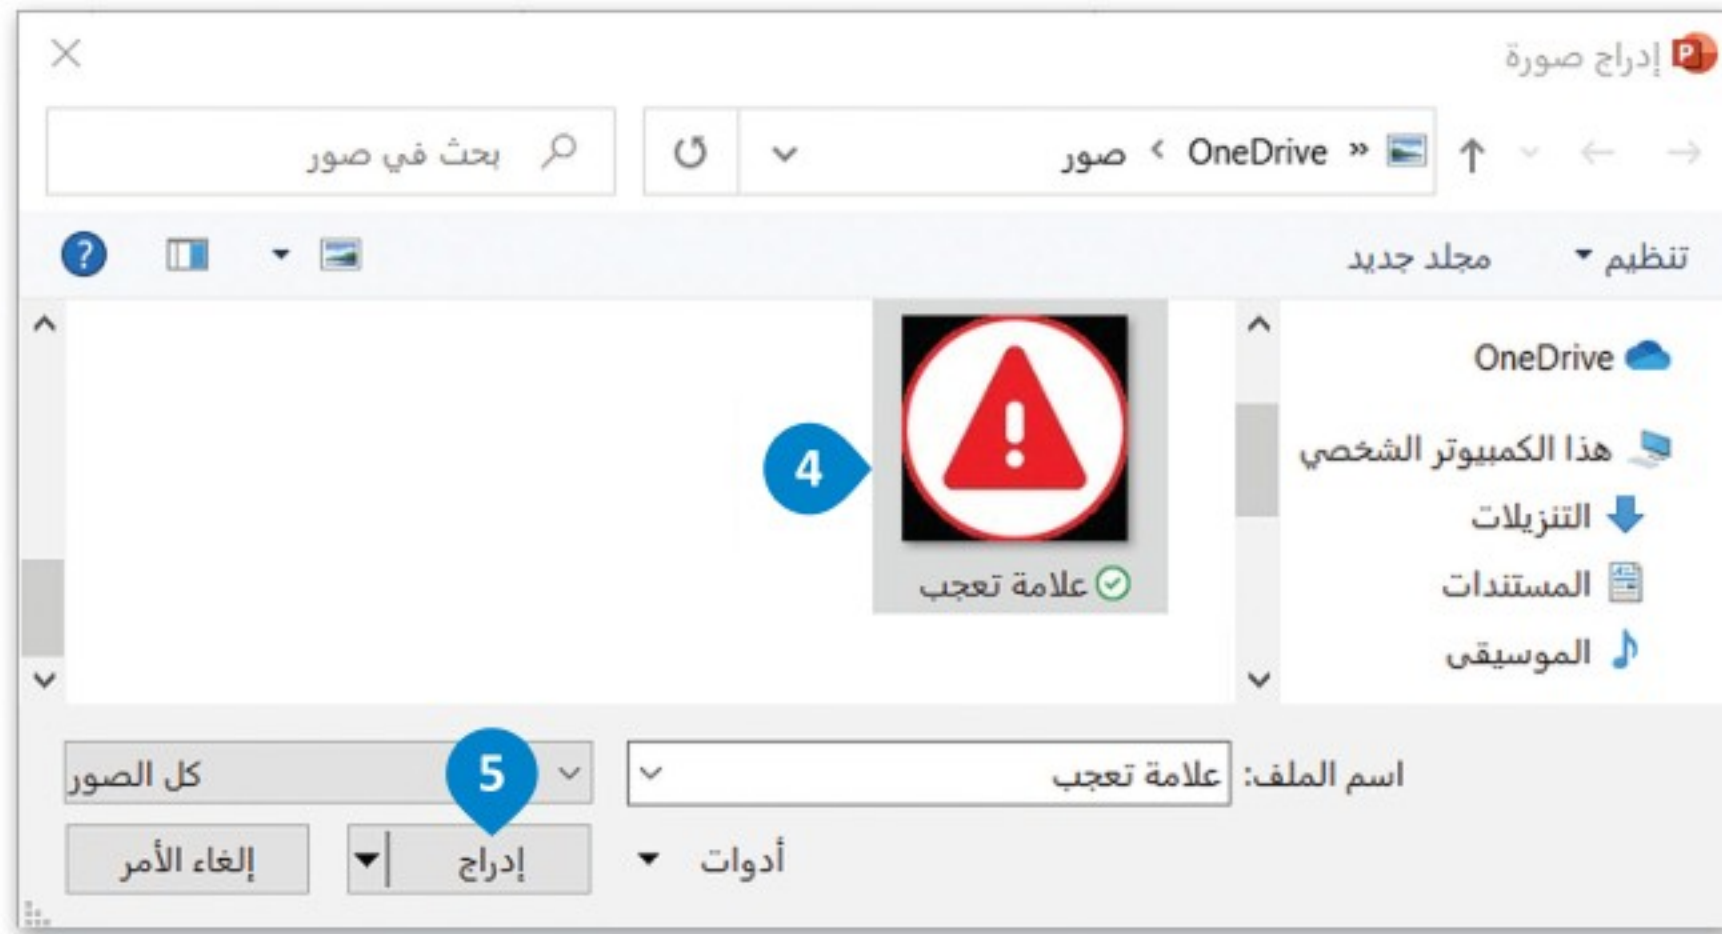 إدراج صورة
OneDrive › صور
بحث في صور
تنظيم
مجلد جديد
OneDrive
هذا الكمبيوتر الشخصي
التنزيلات
المستندات
الموسيقى
4
علامة تعجب
اسم الملف: علامة تعجب
5
كل الصور
أدوات
إدراج
إلغاء الأمر